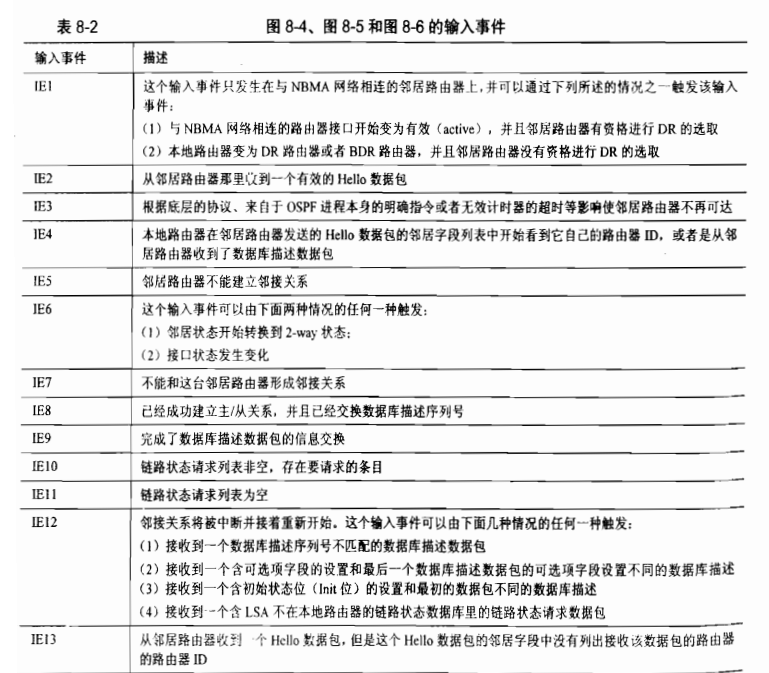 表 8-2 图 8-4、图 8-5 和图 8-6 的输入事件
输入事件 描述
IE1 这个输入事件只发生在与 NBMA 网络相连的邻居路由器上,并可以通过下列所述的情况之一触发该输入
事件:
(1) 与 NBMA 网络相连的路由器接口开始变为有效(active),并且邻居路由器有资格进行 DR 的选取
(2) 本地路由器变为 DR 路由器或者 BDR 路由器,并且邻居路由器没有资格进行 DR 的选取
IE2 从邻居路由器那里收到一个有效的 Hello 数据包
IE3 根据底层的协议、来自于 OSPF 进程本身的明确指令或者无效计时器的超时等影响使邻居路由器不再可达
IE4 本地路由器在邻居路由器发送的 Hello 数据包的邻居字段列表中开始看到它自己的路由器 ID,或者是从邻
居路由器收到了数据库描述数据包
IE5 邻居路由器不能建立邻接关系
IE6 这个输入事件可以由下面两种情况的任何一种触发:
(1) 邻居状态开始转换到 2-way 状态;
(2) 接口状态发生变化
IE7 不能和这台邻居路由器形成邻接关系
IE8 已经成功建立主/从关系,并且已经交换数据库描述序列号
IE9 完成了数据库描述数据包的信息交换
IE10 链路状态请求列表非空,存在要请求的条目
IE11 链路状态请求列表为空
IE12 邻接关系将被中断并接着重新开始。这个输入事件可以由下面几种情况的任何一种触发:
(1) 接收到一个数据库描述序列号不匹配的数据库描述数据包
(2) 接收到一个含可选项字段的设置和最后一个数据库描述数据包的可选项字段设置不同的数据库描述
(3) 接收到一个含初始状态位(Init 位)的设置和最初的数据包不同的数据库描述
(4) 接收到一个含 LSA 不在本地路由器的链路状态数据库里的链路状态请求数据包
IE13 从邻居路由器收到一个 Hello 数据包,但是这个 Hello 数据包的邻居字段中没有列出接收该数据包的路由器
的路由器 ID